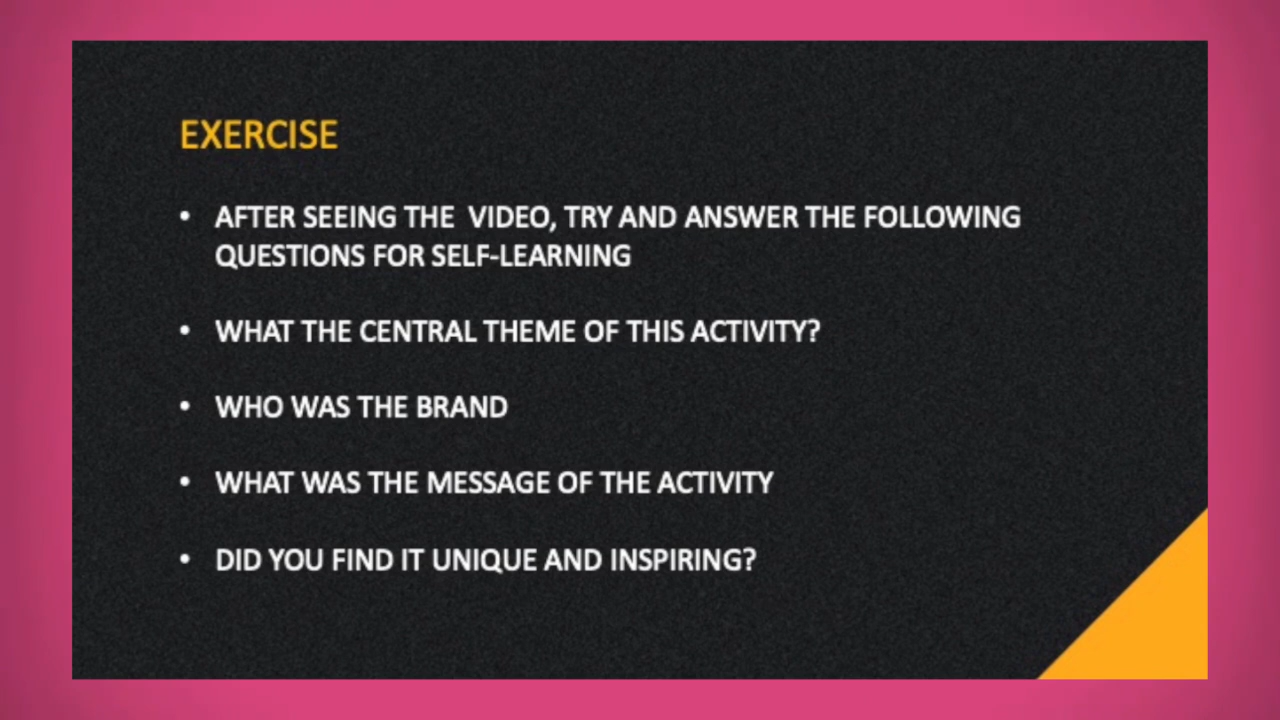 EXERCISE
• AFTER SEEING THE VIDEO, TRY AND ANSWER THE FOLLOWING
QUESTIONS FOR SELF-LEARNING
• WHAT THE CENTRAL THEME OF THIS ACTIVITY?
• WHO WAS THE BRAND
• WHAT WAS THE MESSAGE OF THE ACTIVITY
• DID YOU FIND IT UNIQUE AND INSPIRING?